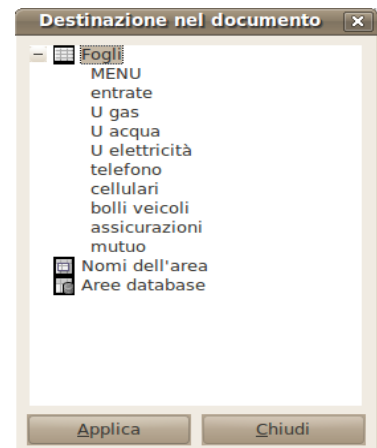 Destinazione nel documento
Fogli
MENU
entrate
U gas
U acqua
U elettricità
telefono
cellulari
bolli veicoli
assicurazioni
mutuo
Nomi dell'area
Aree database
Applica
Chiudi